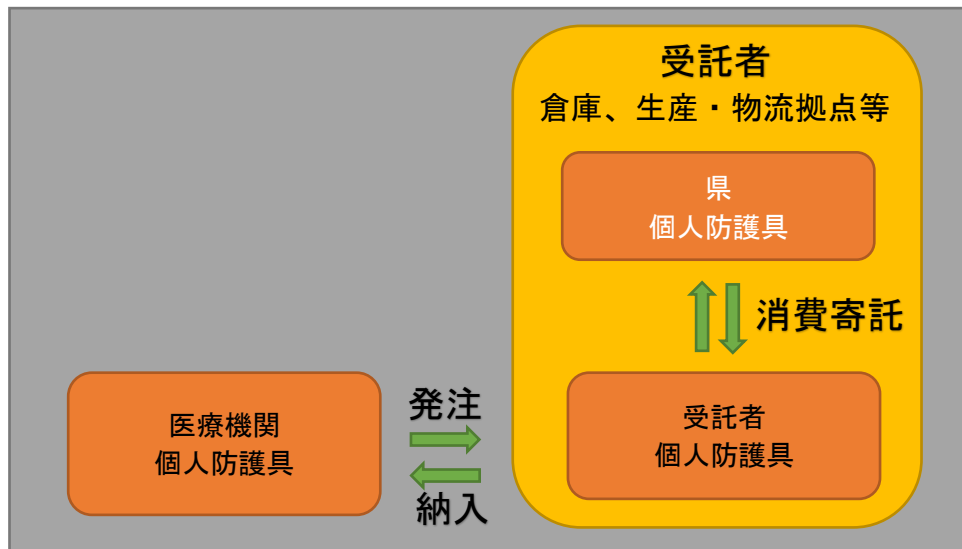 受託者
倉庫、生産・物流拠点等
県
個人防護具
消費寄託
医療機関
個人防護具
発注
納入
受託者
個人防護具